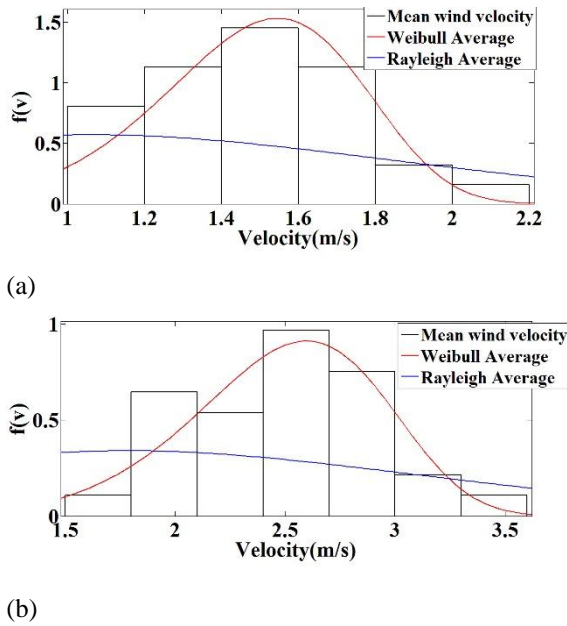 1.5
1
0.5
0
f(v)
Mean wind velocity
Weibull Average
Rayleigh Average
1 1.2 1.4 1.6 1.8 2 2.2
Velocity(m/s)
(a)
1
0.5
0
f(v)
Mean wind velocity
Weibull Average
Rayleigh Average
1.5 2 2.5 3 3.5
Velocity(m/s)
(b)